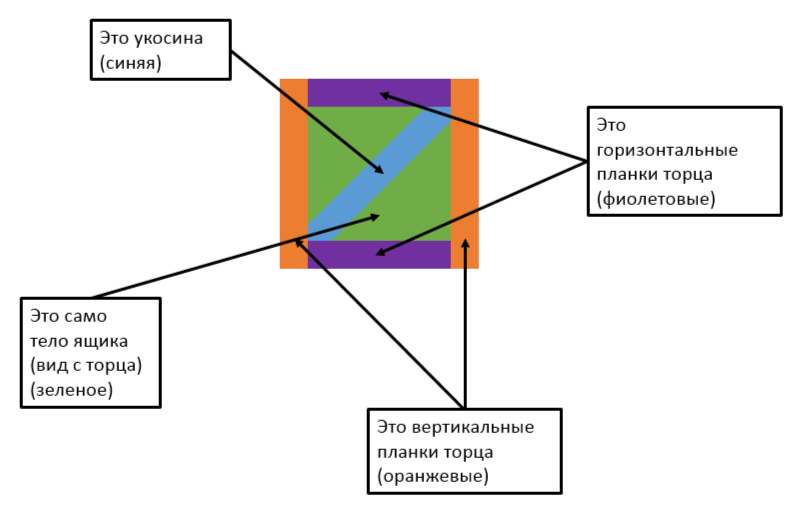 Это укосина
(синяя)
Это
горизонтальные
планки торца
(фиолетовые)
Это само
тело ящика
(вид с торца)
(зеленое)
Это вертикальные
планки торца
(оранжевые)